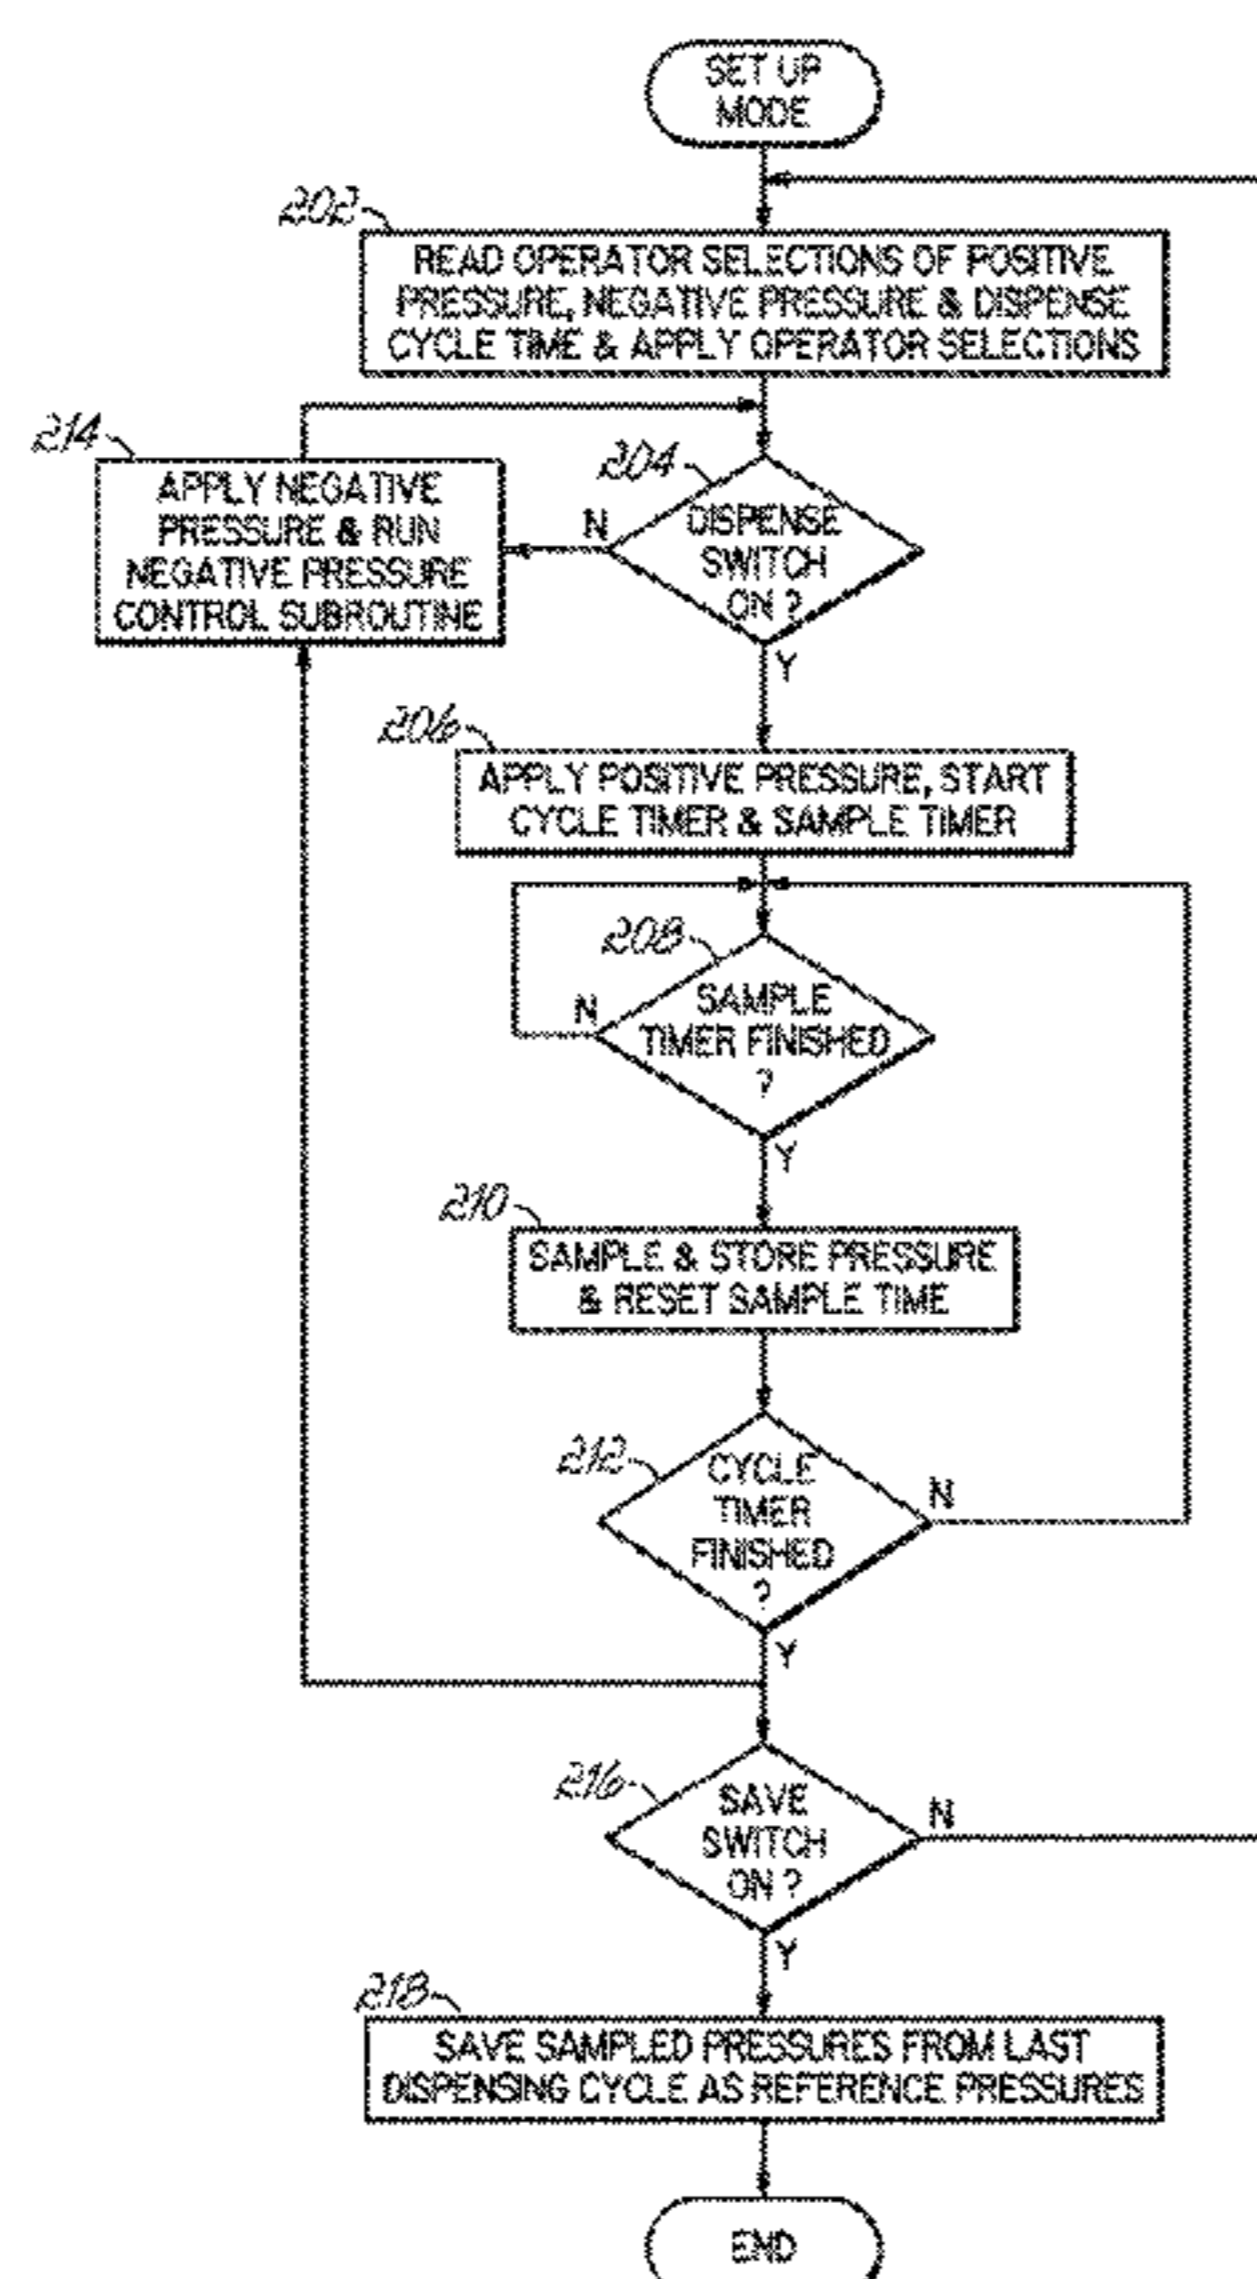 SET UP
MODE
202
READ OPERATOR SELECTIONS OF POSITIVE
PRESSURE, NEGATIVE PRESSURE & DISPENSE
CYCLE TIME & APPLY OPERATOR SELECTIONS
214
APPLY NEGATIVE
PRESSURE & RUN
NEGATIVE PRESSURE
CONTROL SUBROUTINE
204
N
DISPENSE
SWITCH
ON ?
Y
206
APPLY POSITIVE PRESSURE, START
CYCLE TIMER & SAMPLE TIMER
208
N
SAMPLE
TIMER FINISHED
?
Y
210
SAMPLE & STORE PRESSURE
& RESET SAMPLE TIME
212
CYCLE
TIMER
FINISHED
?
N
Y
216
SAVE
SWITCH
ON ?
N
Y
218
SAVE SAMPLED PRESSURES FROM LAST
DISPENSING CYCLE AS REFERENCE PRESSURES
END